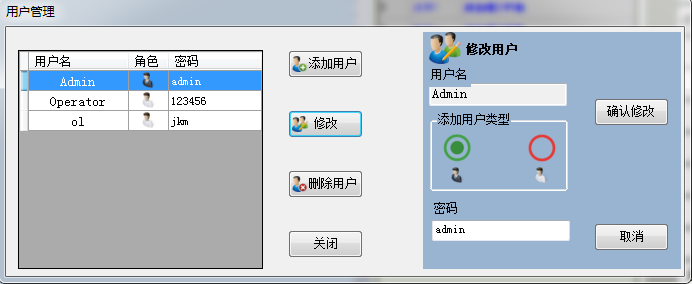 用户管理
用户名 角色 密码
Admin admin
Operator 123456
ol jkm
添加用户
修改
删除用户
关闭
修改用户
用户名
Admin
添加用户类型
密码
admin
确认修改
取消